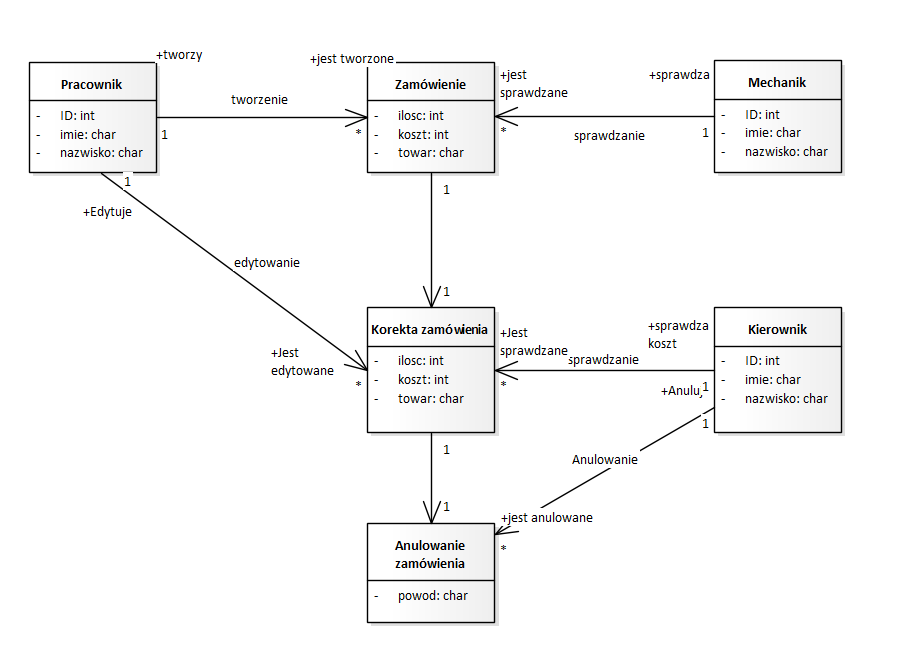 +tworzy
+jest tworzone
Pracownik
- ID: int
- imie: char
- nazwisko: char
tworzenie
1
*
Zamówienie
- ilosc: int
- koszt: int
- towar: char
+jest
sprawdzane
*
+sprawdza
sprawdzanie
1
Mechanik
- ID: int
- imie: char
- nazwisko: char
1
+Edytuje
edytowanie
+Jest
edytowane
*
1
1
Korekta zamówienia
- ilosc: int
- koszt: int
- towar: char
+Jest
sprawdzane
*
sprawdzanie
+sprawdza
koszt
1
Kierownik
- ID: int
- imie: char
- nazwisko: char
+Anuluj
1
Anulowanie
+jest anulowane
*
1
1
Anulowanie
zamówienia
- powod: char